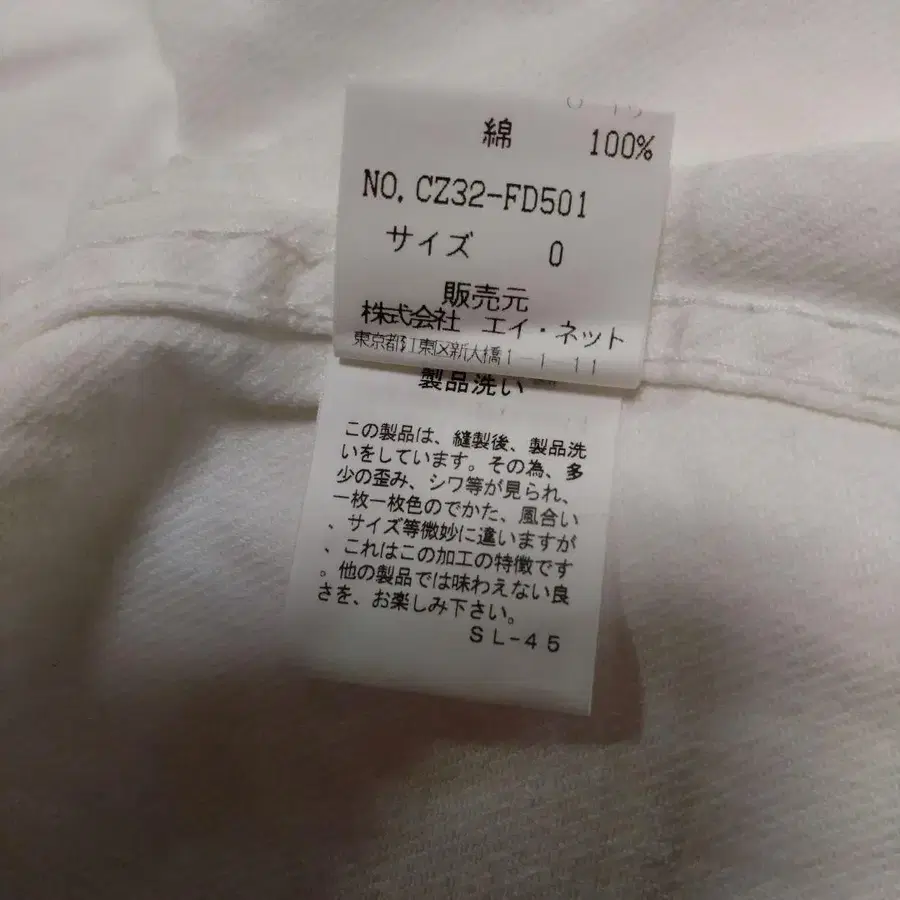 綿 100%
NO. CZ32-FD501
サイズ 0
販売元
株式会社 エイ・ネット
東京都江東区新大橋1-1-11
製品洗い
この製品は、縫製後、製品洗
いをしています。その為、多
少の歪み、シワ等が見られ、
一枚一枚色のでかた、風合い
、サイズ等微妙に違いますが
、これはこの加工の特徴です
。他の製品では味わえない良
さを、お楽しみ下さい。
SL-45